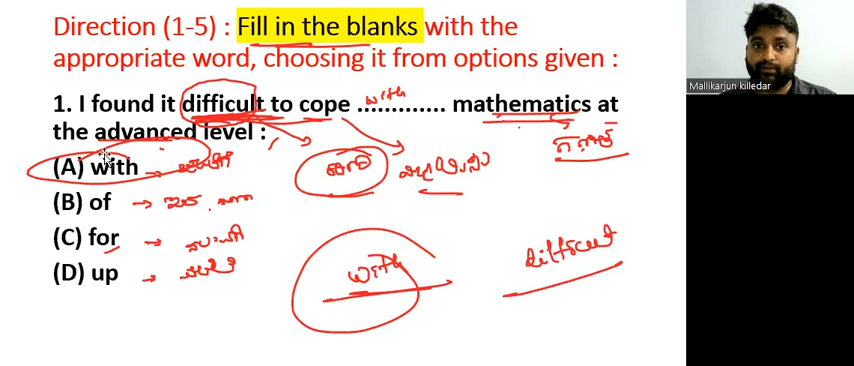 Direction (1-5) : Fill in the blanks with the
appropriate word, choosing it from options given :
with
1. I found it difficult to cope ............. mathematics at
the advanced level :
(A) with
(B) of
(C) for
(D) up
with
difficult
Mallikarjun killedar